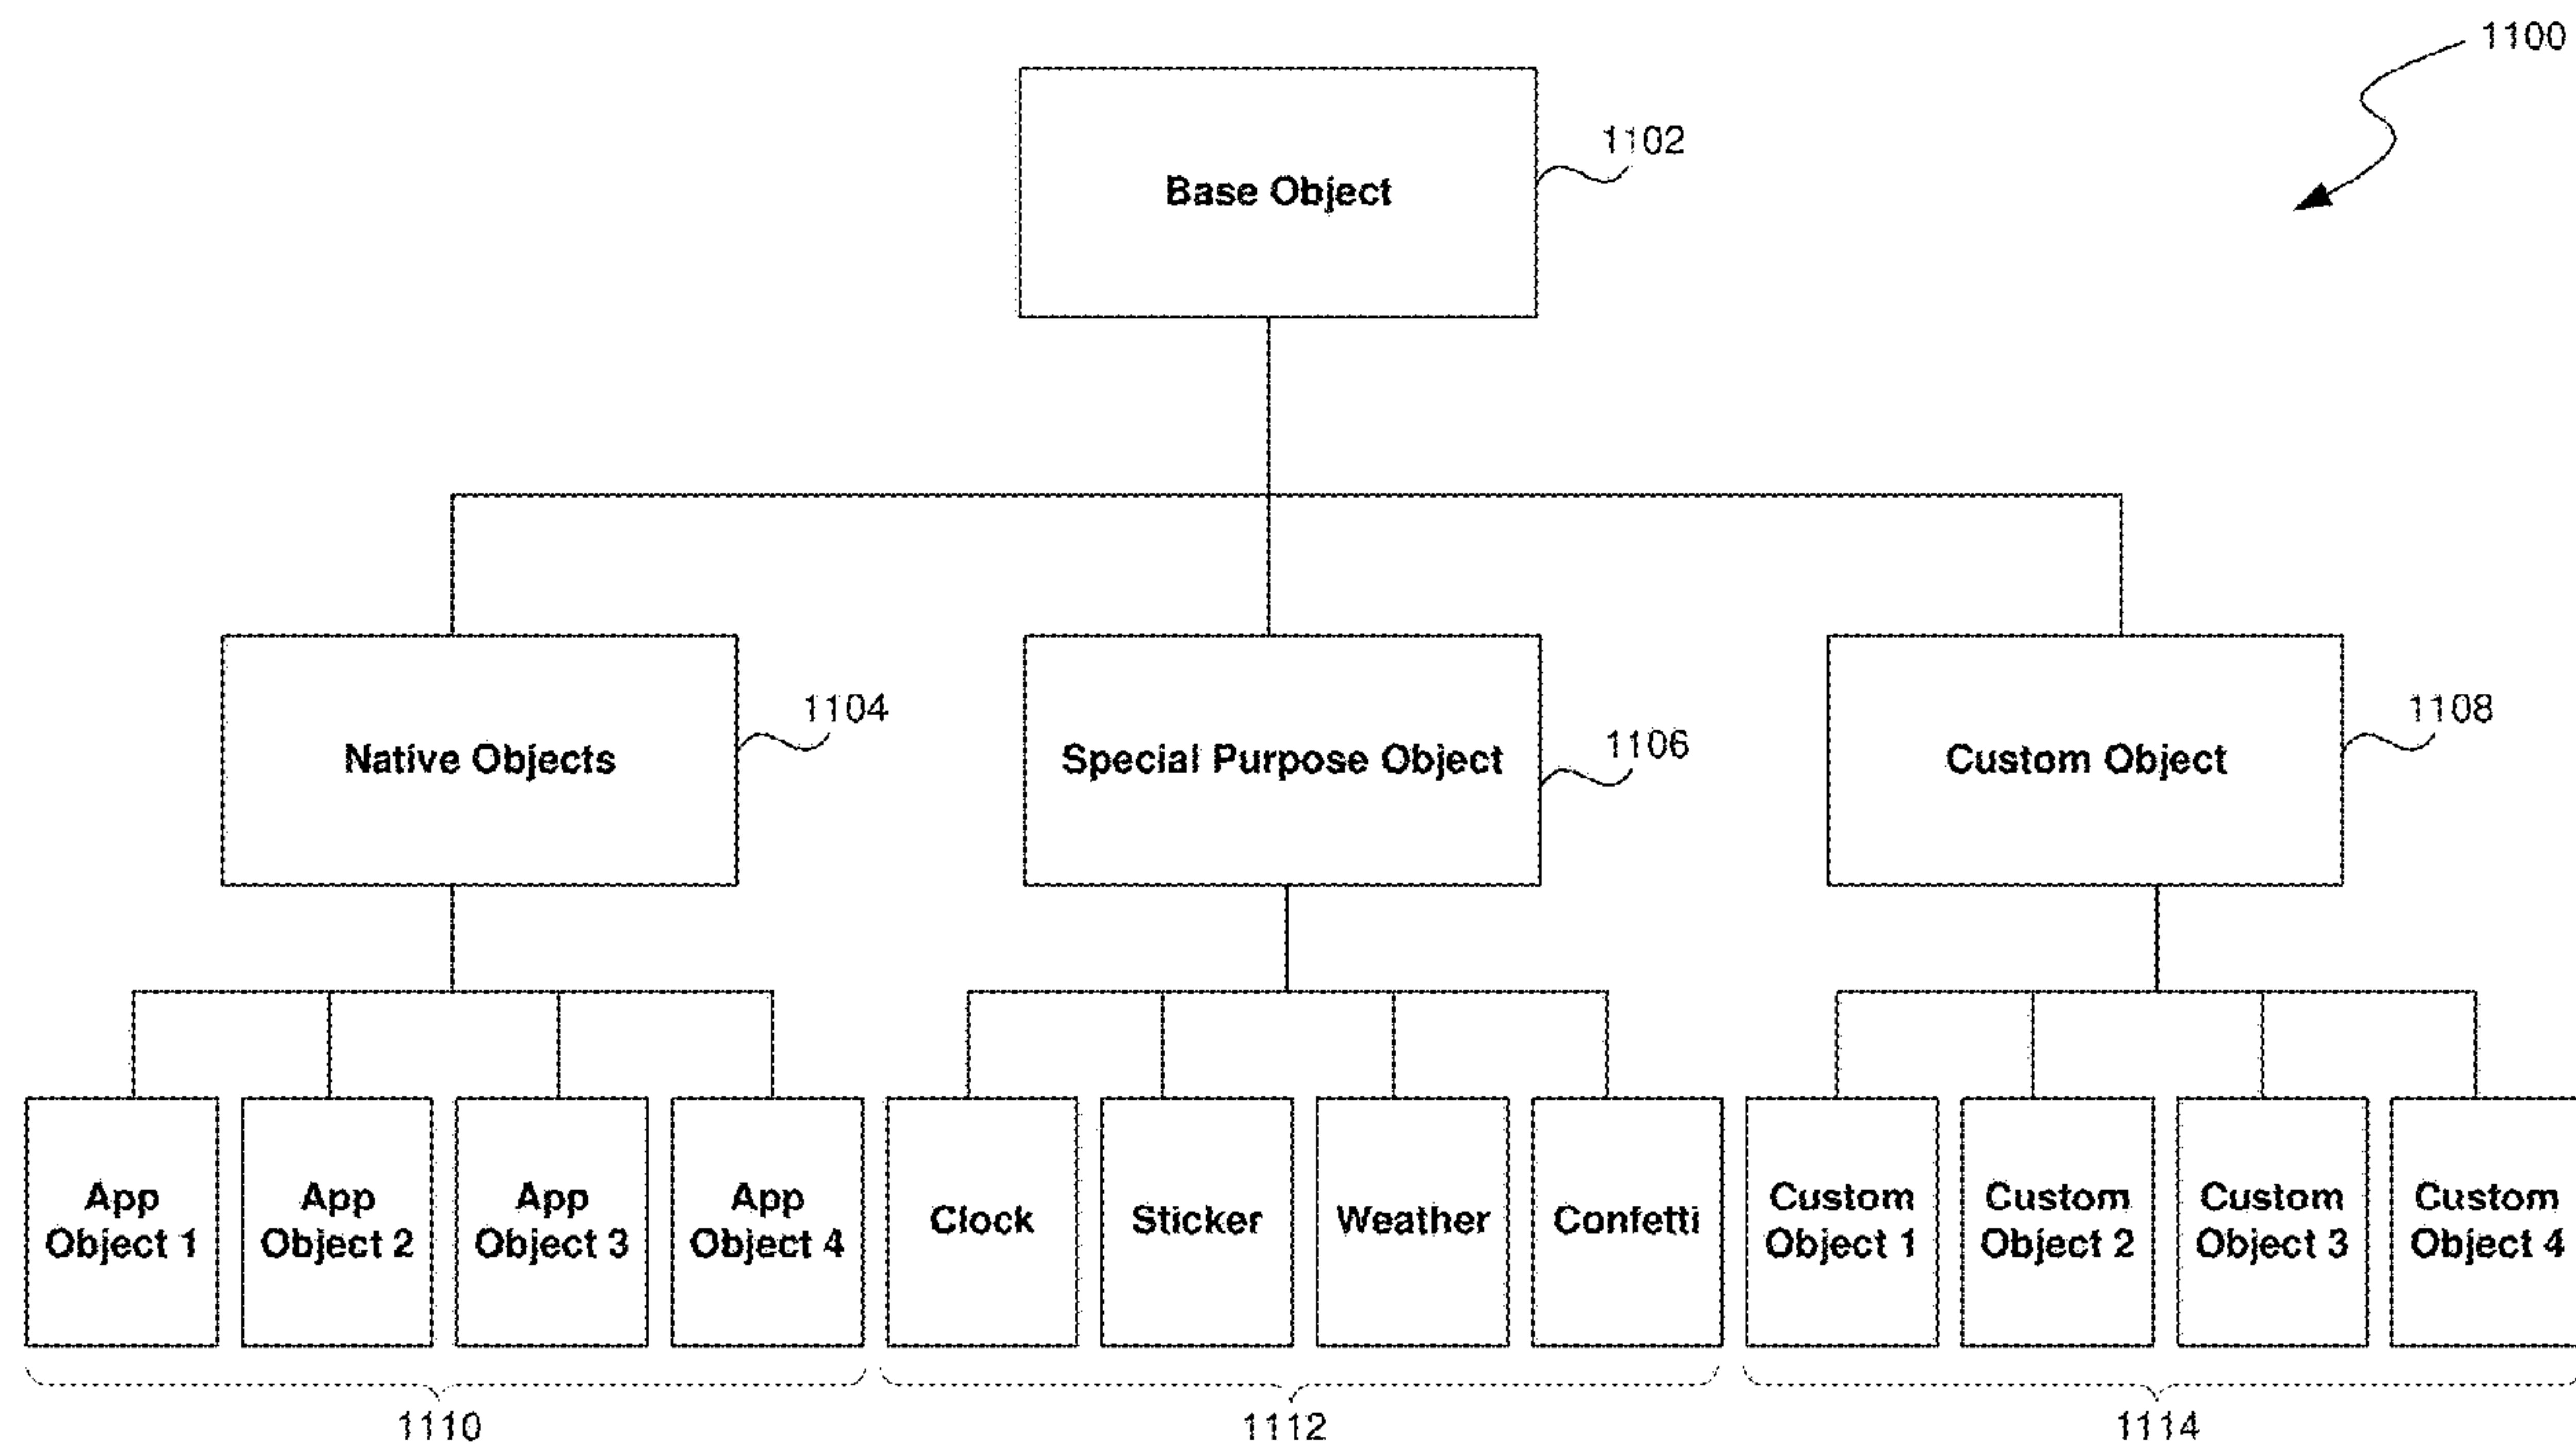 1100
1102
Base Object
1104
1108
Native Objects
Special Purpose Object
1106
Custom Object
App
Object 1
App
Object 2
App
Object 3
App
Object 4
Clock
Sticker
Weather
Confetti
Custom
Object 1
Custom
Object 2
Custom
Object 3
Custom
Object 4
1110
1112
1114